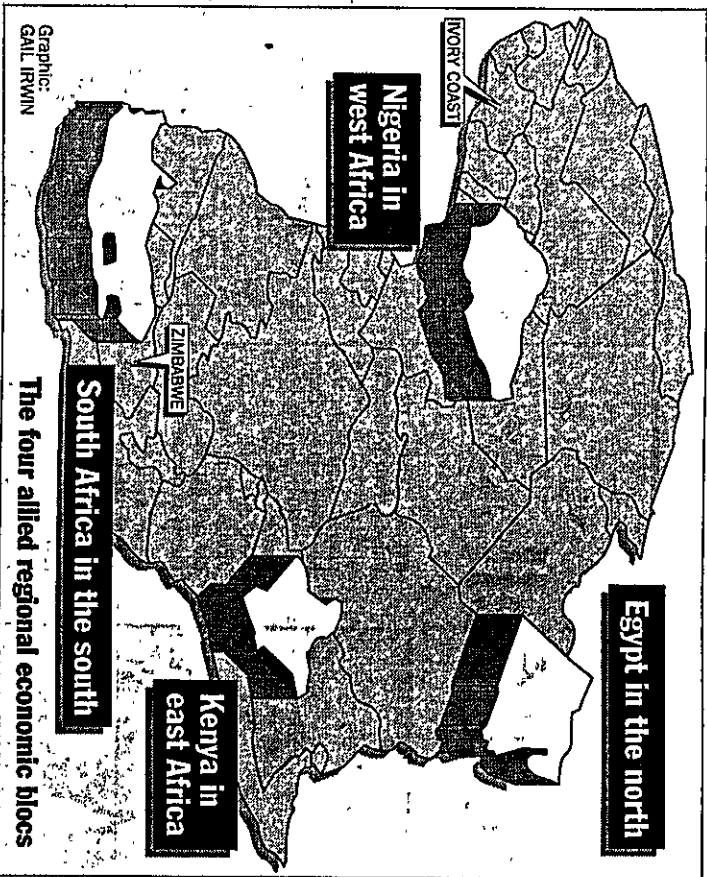 Egypt in the north
IVORY COAST
Nigeria in
west Africa
Kenya in
east Africa
ZIMBABWE
South Africa in the south
The four allied regional economic blocs
Graphic:
GAIL IRWIN